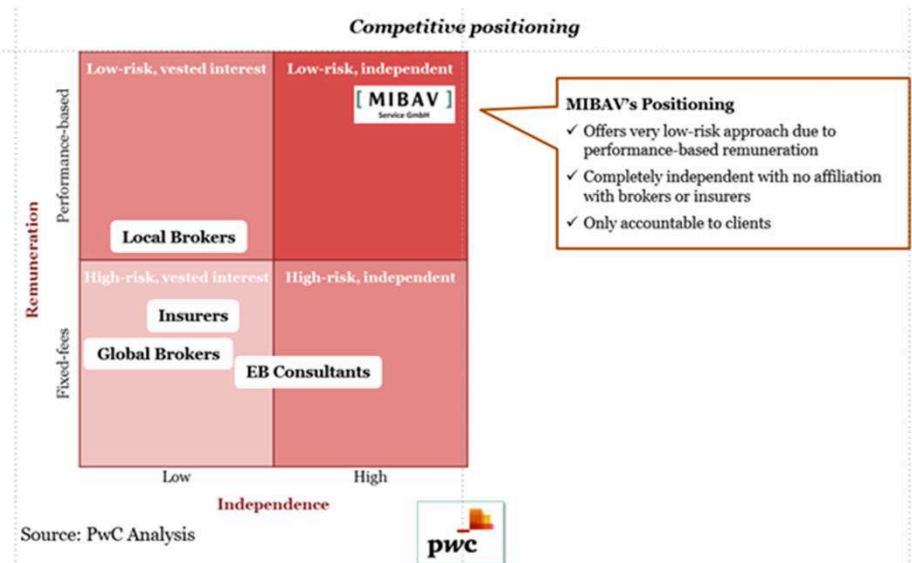 Competitive positioning
Low-risk, vested interest
Low-risk, independent
[ MIBAV ]
Service GmbH
MIBAV's Positioning
✓ Offers very low-risk approach due to
performance-based remuneration
✓ Completely independent with no affiliation
with brokers or insurers
✓ Only accountable to clients
Remuneration
Performance-based
Local Brokers
High-risk, vested interest
High-risk, independent
Insurers
Global Brokers
EB Consultants
Fixed-fees
Low
High
Independence
Source: PwC Analysis
pwc